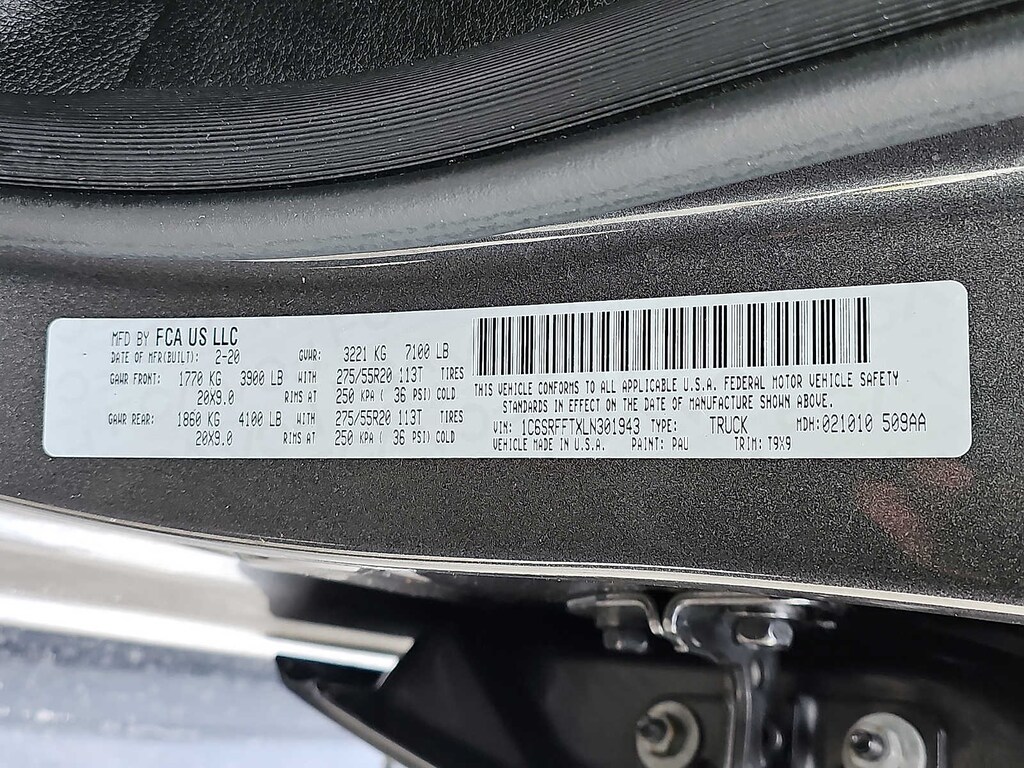 MFD BY FCA US LLC
DATE OF MFR(BUILT): 2-20 GVWR: 3221 KG 7100 LB
GAWR FRONT: 1770 KG 3900 LB WITH 275/55R20 113T TIRES
20X9.0 RIMS AT 250 KPA ( 36 PSI) COLD
GAWR REAR: 1860 KG 4100 LB WITH 275/55R20 113T TIRES
20X9.0 RIMS AT 250 KPA ( 36 PSI) COLD
THIS VEHICLE CONFORMS TO ALL APPLICABLE U.S.A. FEDERAL MOTOR VEHICLE SAFETY
STANDARDS IN EFFECT ON THE DATE OF MANUFACTURE SHOWN ABOVE.
VIN: 1C6SRFFTXLN301943 TYPE: TRUCK MDH:021010 509AA
VEHICLE MADE IN U.S.A. PAINT: PAU TRIM: T9X9